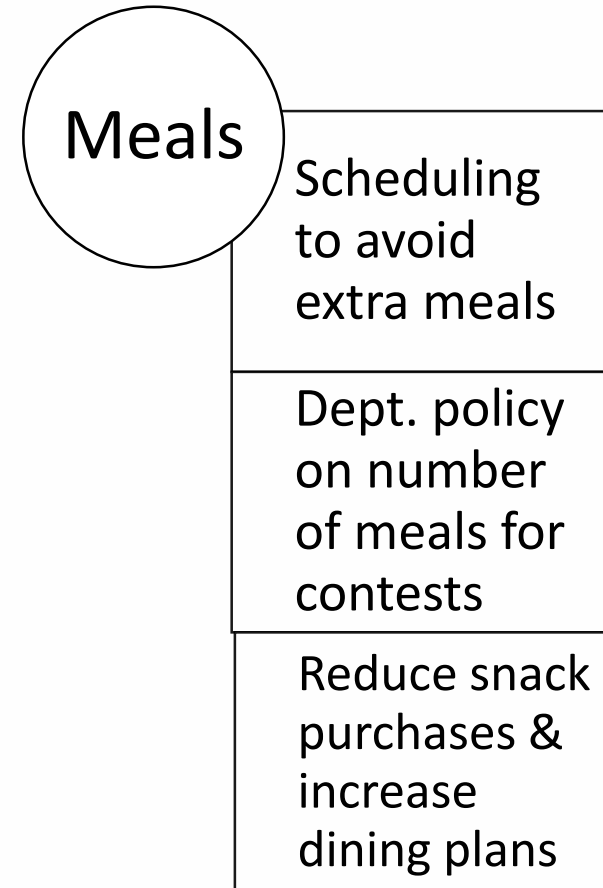 Meals
Scheduling
to avoid
extra meals
Dept. policy
on number
of meals for
contests
Reduce snack
purchases &
increase
dining plans